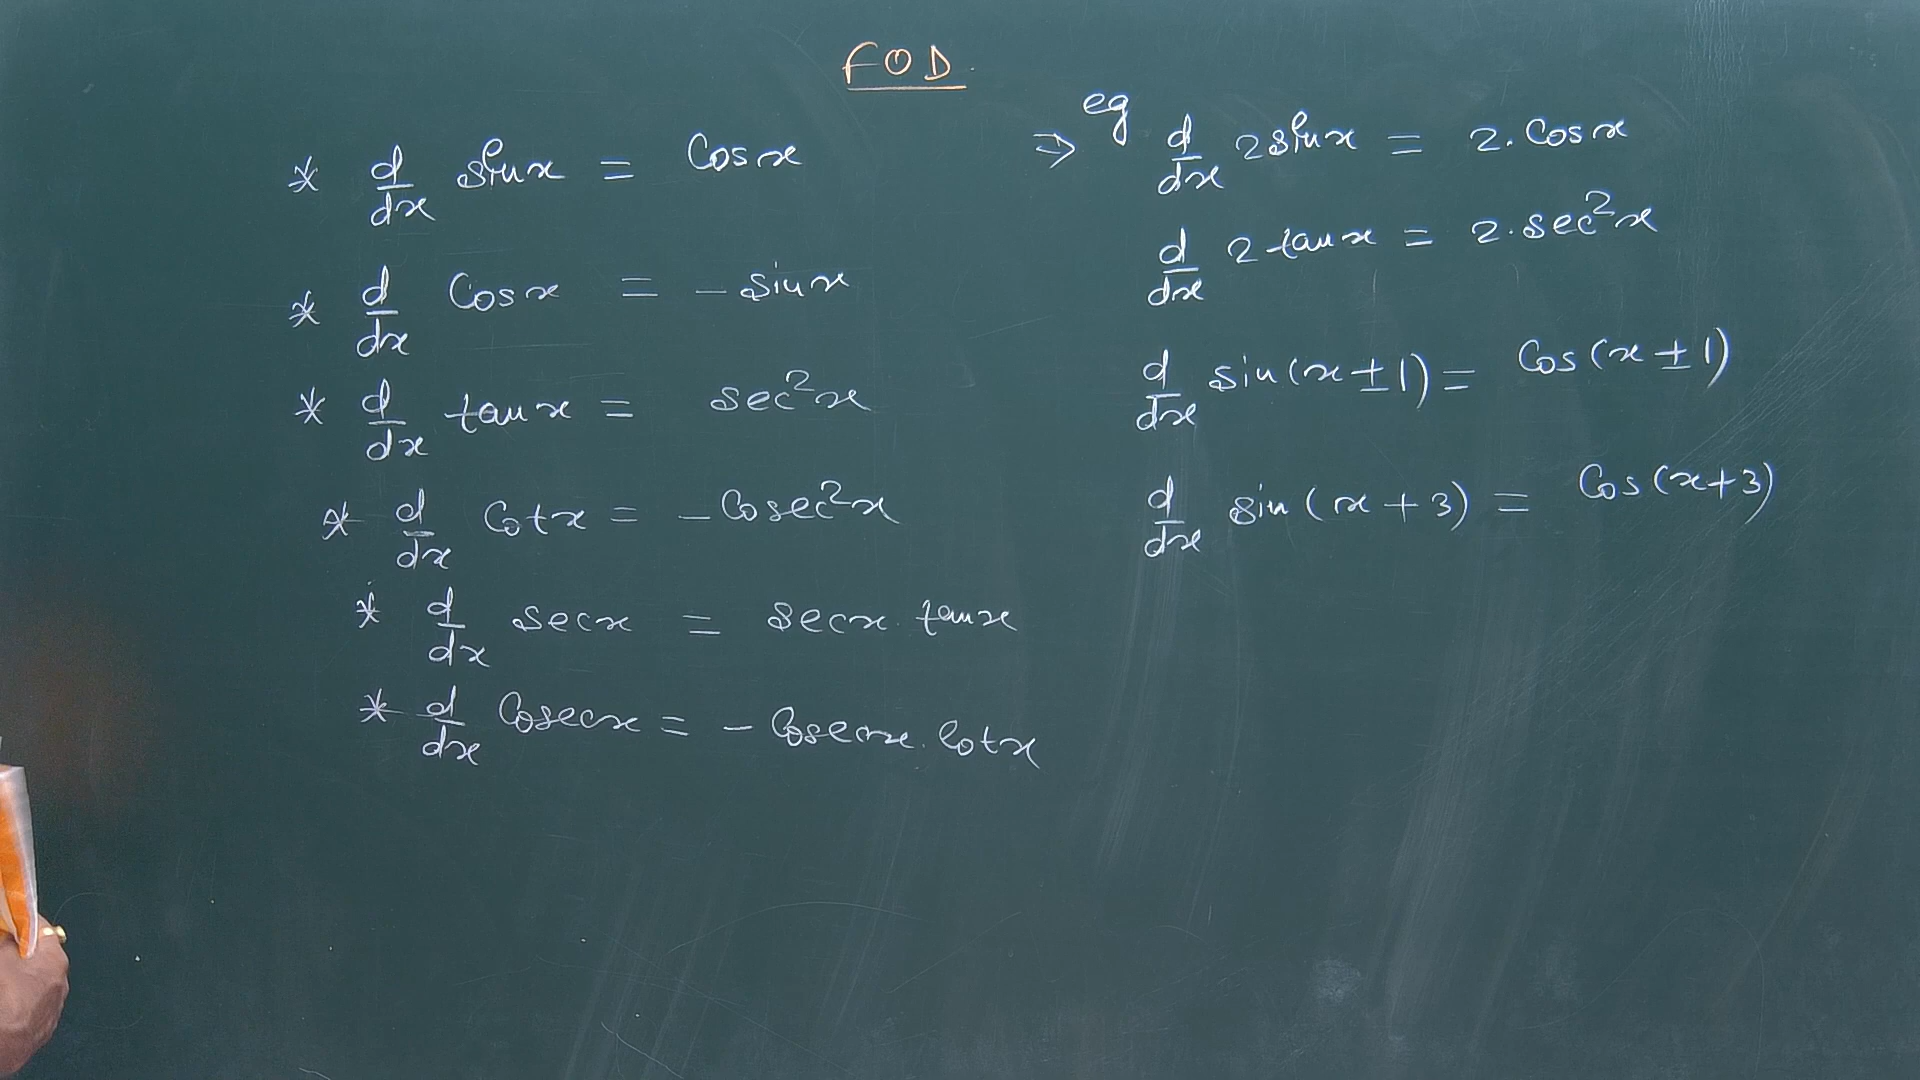 FOD
* d/dx sinx = Cosx
* d/dx Cosx = - sinx
* d/dx tanx = sec²x
* d/dx Cotx = - Cosec²x
* d/dx secx = secx. tanx
* d/dx Cosecx = - Cosecx. Cotx
→ eg d/dx 2sinx = 2. Cosx
d/dx 2 tanx = 2. sec²x
d/dx sin(x±1) = Cos(x±1)
d/dx sin(x+3) = Cos(x+3)